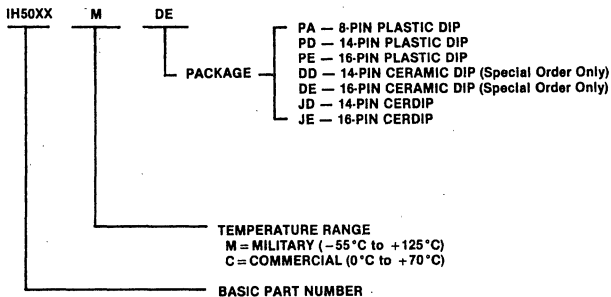 IH50XX M DE
PACKAGE
PA — 8-PIN PLASTIC DIP
PD — 14-PIN PLASTIC DIP
PE — 16-PIN PLASTIC DIP
DD — 14-PIN CERAMIC DIP (Special Order Only)
DE — 16-PIN CERAMIC DIP (Special Order Only)
JD — 14-PIN CERDIP
JE — 16-PIN CERDIP
TEMPERATURE RANGE
M = MILITARY (−55°C to +125°C)
C = COMMERCIAL (0°C to +70°C)
BASIC PART NUMBER